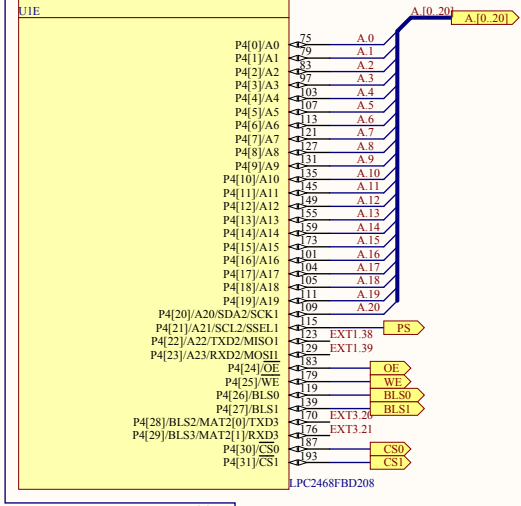 U1E
A.[0..20] A.[0..20]
P4[0]/A0 75 A.0
P4[1]/A1 79 A.1
P4[2]/A2 83 A.2
P4[3]/A3 97 A.3
P4[4]/A4 103 A.4
P4[5]/A5 107 A.5
P4[6]/A6 113 A.6
P4[7]/A7 121 A.7
P4[8]/A8 127 A.8
P4[9]/A9 131 A.9
P4[10]/A10 135 A.10
P4[11]/A11 145 A.11
P4[12]/A12 149 A.12
P4[13]/A13 155 A.13
P4[14]/A14 159 A.14
P4[15]/A15 173 A.15
P4[16]/A16 101 A.16
P4[17]/A17 104 A.17
P4[18]/A18 105 A.18
P4[19]/A19 111 A.19
P4[20]/A20/SDA2/SCK1 109 A.20
P4[21]/A21/SCL2/SSEL1 115 PS
P4[22]/A22/TXD2/MISO1 123 EXT1.38
P4[23]/A23/RXD2/MOSI1 129 EXT1.39
P4[24]/OE 183 OE
P4[25]/WE 179 WE
P4[26]/BLS0 119 BLS0
P4[27]/BLS1 139 BLS1
P4[28]/BLS2/MAT2[0]/TXD3 170 EXT3.20
P4[29]/BLS3/MAT2[1]/RXD3 176 EXT3.21
P4[30]/CS0 187 CS0
P4[31]/CS1 193 CS1
LPC2468FBD208